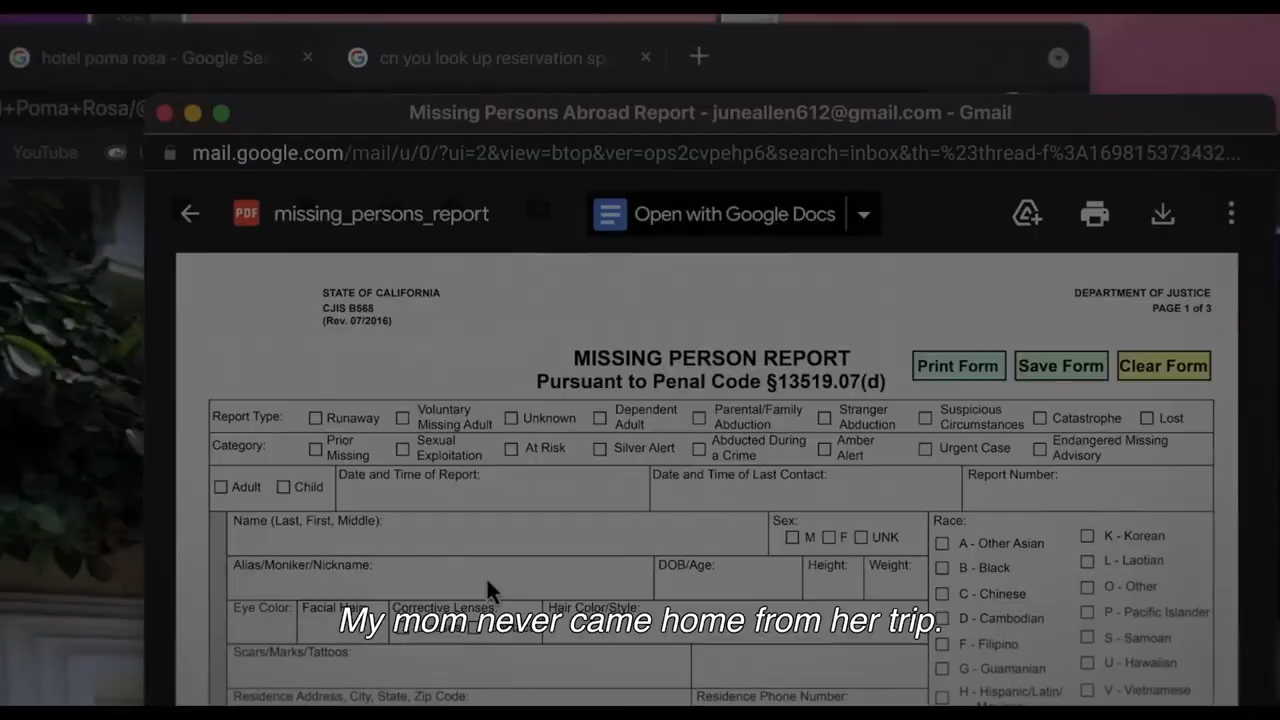 hotel poma rosa - Google Sea
cn you look up reservation sp
l+Poma+Rosa/@
Missing Persons Abroad Report - juneallen612@gmail.com - Gmail
YouTube
mail.google.com/mail/u/0/?ui=2&view=btop&ver=ops2cvpehp6&search=inbox&th=%23thread-f%3A169815373432...
PDF missing_persons_report
Open with Google Docs
STATE OF CALIFORNIA
CJIS B568
(Rev. 07/2016)
DEPARTMENT OF JUSTICE
PAGE 1 of 3
MISSING PERSON REPORT
Pursuant to Penal Code §13519.07(d)
Print Form Save Form Clear Form
Report Type: Runaway Voluntary Missing Adult Unknown Dependent Adult Parental/Family Abduction Stranger Abduction Suspicious Circumstances Catastrophe Lost
Category: Prior Missing Sexual Exploitation At Risk Silver Alert Abducted During a Crime Amber Alert Urgent Case Endangered Missing Advisory
Adult Child Date and Time of Report: Date and Time of Last Contact: Report Number:
Name (Last, First, Middle): Sex: M F UNK Race:
A - Other Asian K - Korean
B - Black L - Laotian
Alias/Moniker/Nickname: DOB/Age: Height: Weight:
C - Chinese O - Other
Eye Color: Facial Hair: Corrective Lenses: Hair Color/Style:
My mom never came home from her trip.
D - Cambodian P - Pacific Islander
F - Filipino S - Samoan
Scars/Marks/Tattoos:
G - Guamanian U - Hawaiian
Residence Address, City, State, Zip Code: Residence Phone Number:
H - Hispanic/Latin/ V - Vietnamese